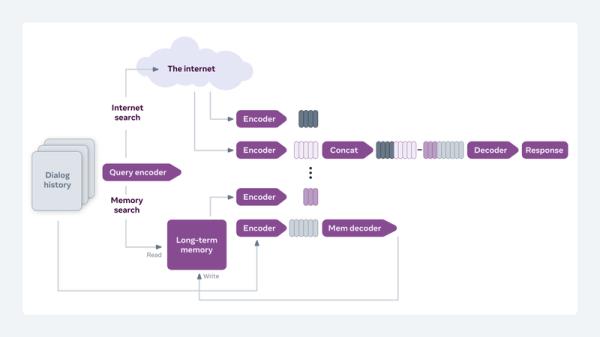 The internet
Internet
search
Encoder
Encoder
Concat
Decoder
Response
Dialog
history
Query encoder
Memory
search
Encoder
Long-term
memory
Encoder
Mem decoder
Read
Write